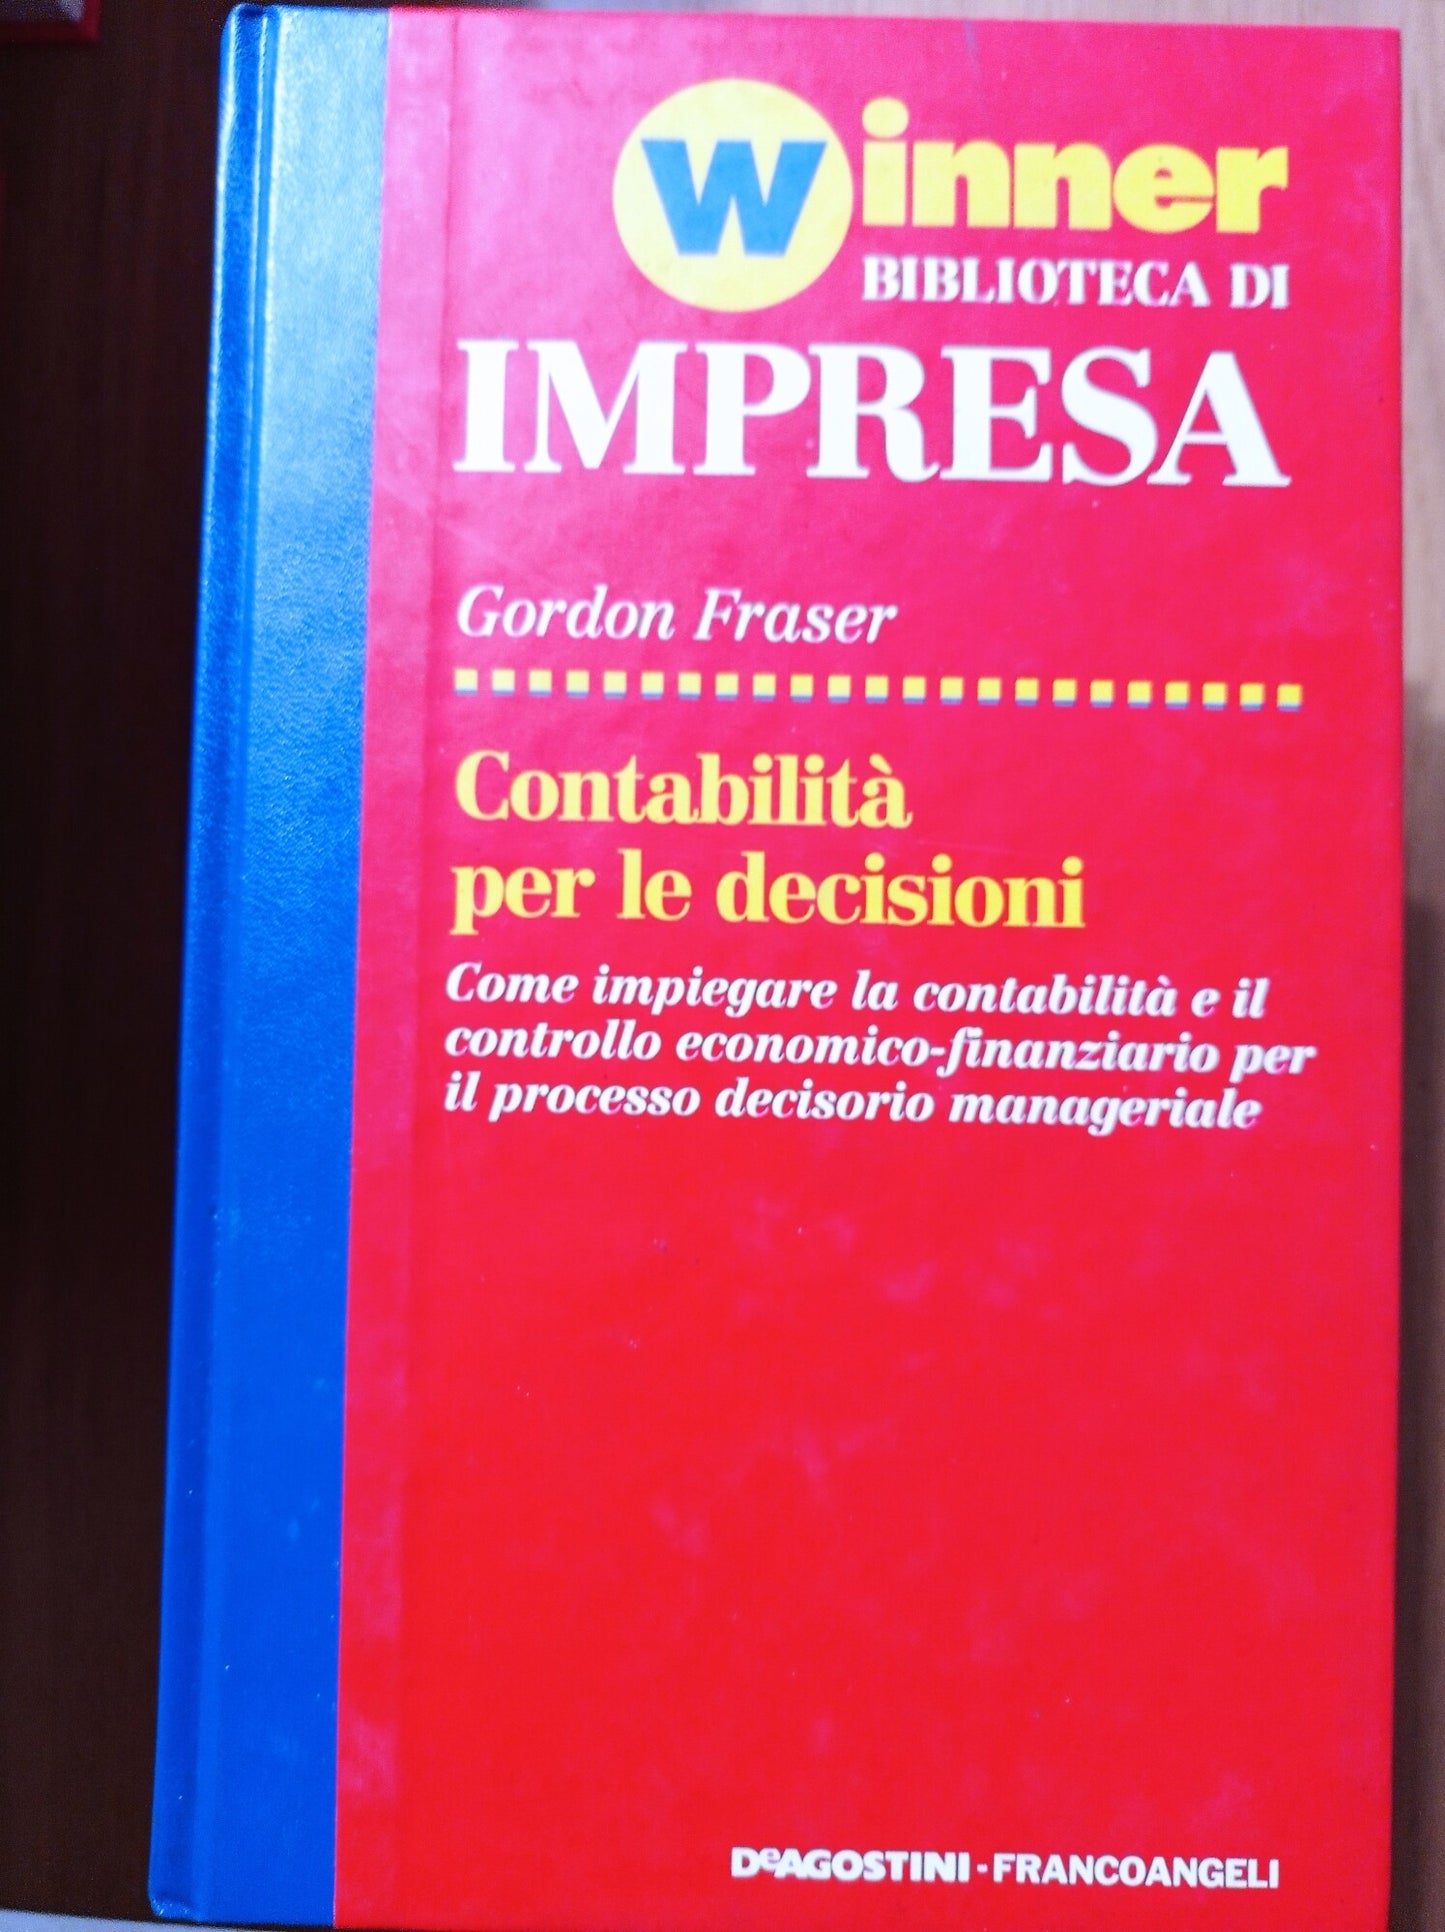 Winner
BIBLIOTECA DI
IMPRESA
Gordon Fraser
Contabilità
per le decisioni
Come impiegare la contabilità e il
controllo economico-finanziario per
il processo decisorio manageriale
DeAGOSTINI-FRANCOANGELI